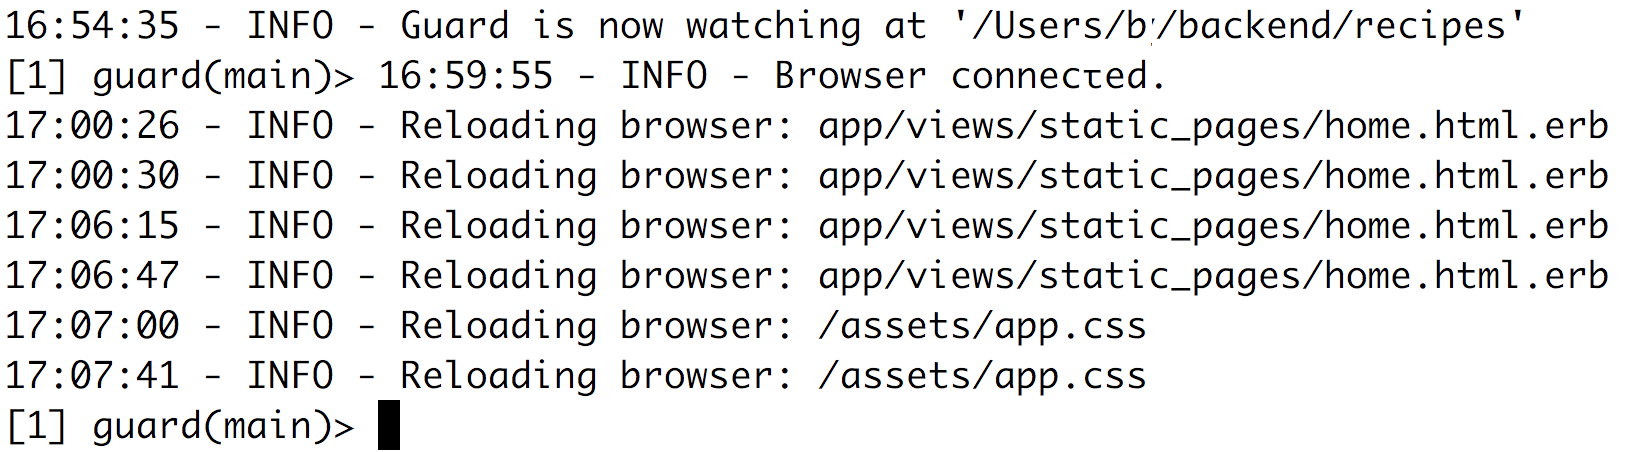 16:54:35 - INFO - Guard is now watching at '/Users/by/backend/recipes'
[1] guard(main)> 16:59:55 - INFO - Browser connected.
17:00:26 - INFO - Reloading browser: app/views/static_pages/home.html.erb
17:00:30 - INFO - Reloading browser: app/views/static_pages/home.html.erb
17:06:15 - INFO - Reloading browser: app/views/static_pages/home.html.erb
17:06:47 - INFO - Reloading browser: app/views/static_pages/home.html.erb
17:07:00 - INFO - Reloading browser: /assets/app.css
17:07:41 - INFO - Reloading browser: /assets/app.css
[1] guard(main)>